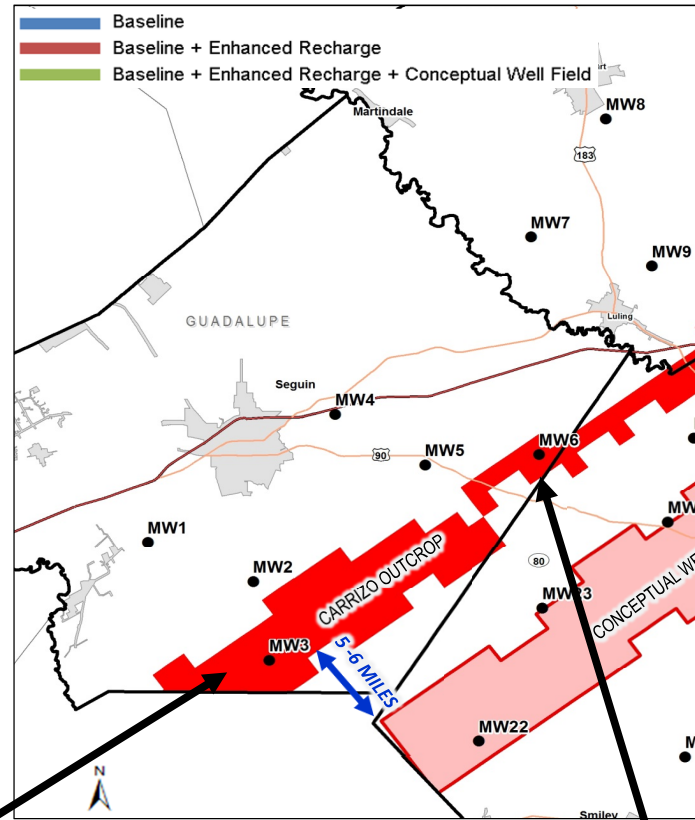 Baseline
Baseline + Enhanced Recharge
Baseline + Enhanced Recharge + Conceptual Well Field
Martindale
MW8
183
MW7
MW9
GUADALUPE
Luling
Seguin
MW4
90
MW5
MW6
MW1
MW2
80
CARRIZO OUTCROP
MW3
5-6 MILES
CONCEPTUAL
MW22
N
Smiley